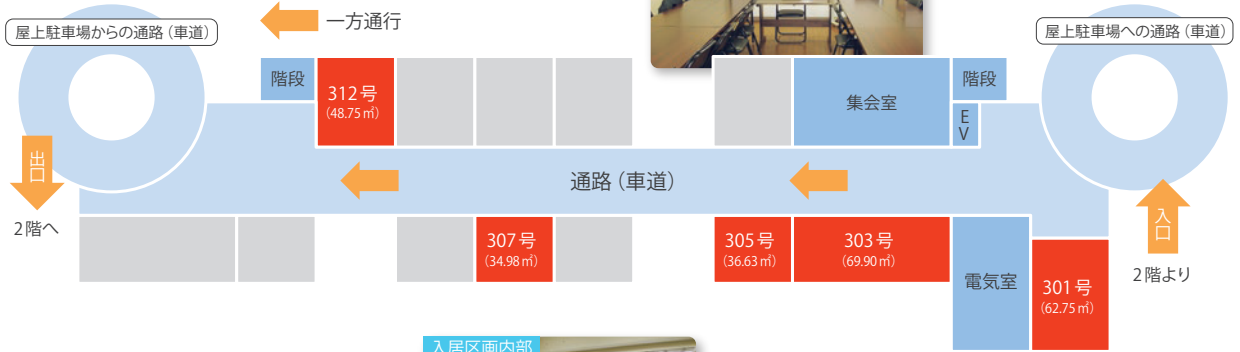 屋上駐車場からの通路（車道）
一方通行
屋上駐車場への通路（車道）
階段
312号
（48.75㎡）
集会室
階段
EV
出口
2階へ
通路（車道）
入口
2階より
307号
（34.98㎡）
305号
（36.63㎡）
303号
（69.90㎡）
電気室
301号
（62.75㎡）
入居区画内部